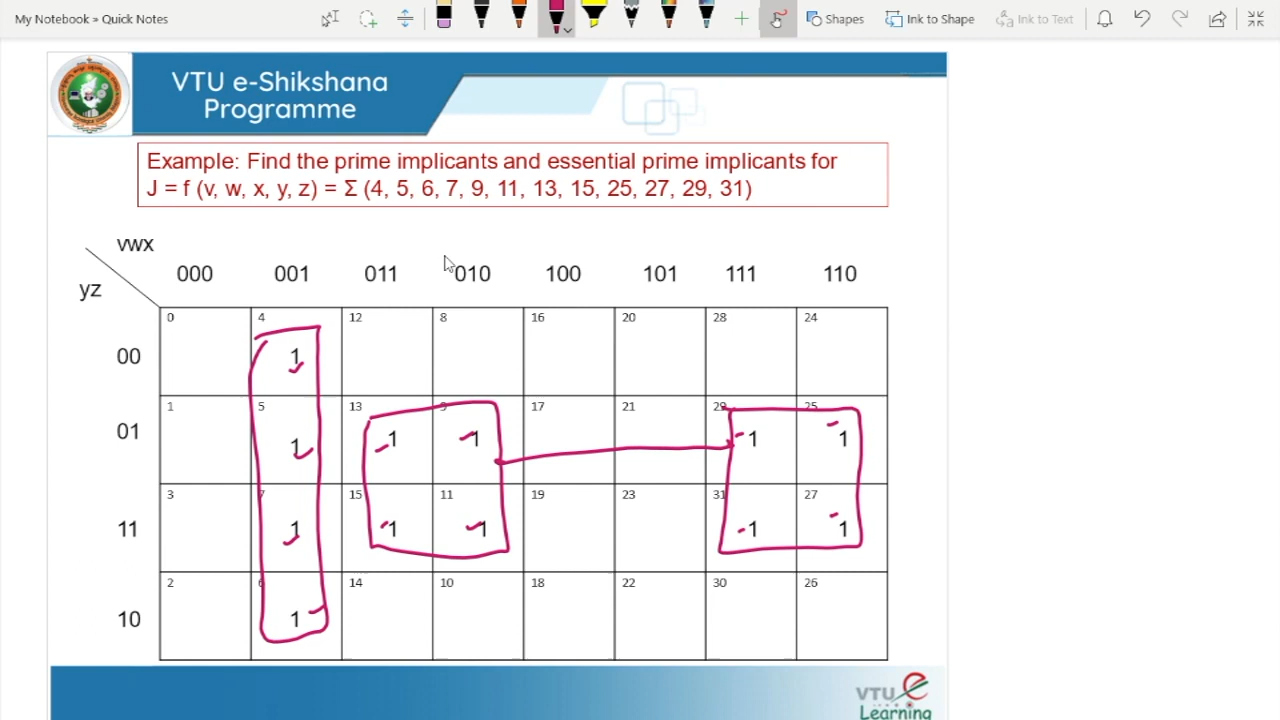 My Notebook » Quick Notes
Shapes
Ink to Shape
Ink to Text
VTU e-Shikshana
Programme
Example: Find the prime implicants and essential prime implicants for
J = f (v, w, x, y, z) = Σ (4, 5, 6, 7, 9, 11, 13, 15, 25, 27, 29, 31)
vwx
yz
000 001 011 010 100 101 111 110
0 4 12 8 16 20 28 24
00 1
1 5 13 9 17 21 29 25
01 1 1 1 1 1
3 7 15 11 19 23 31 27
11 1 1 1 1 1
2 6 14 10 18 22 30 26
10 1
VTU e
Learning